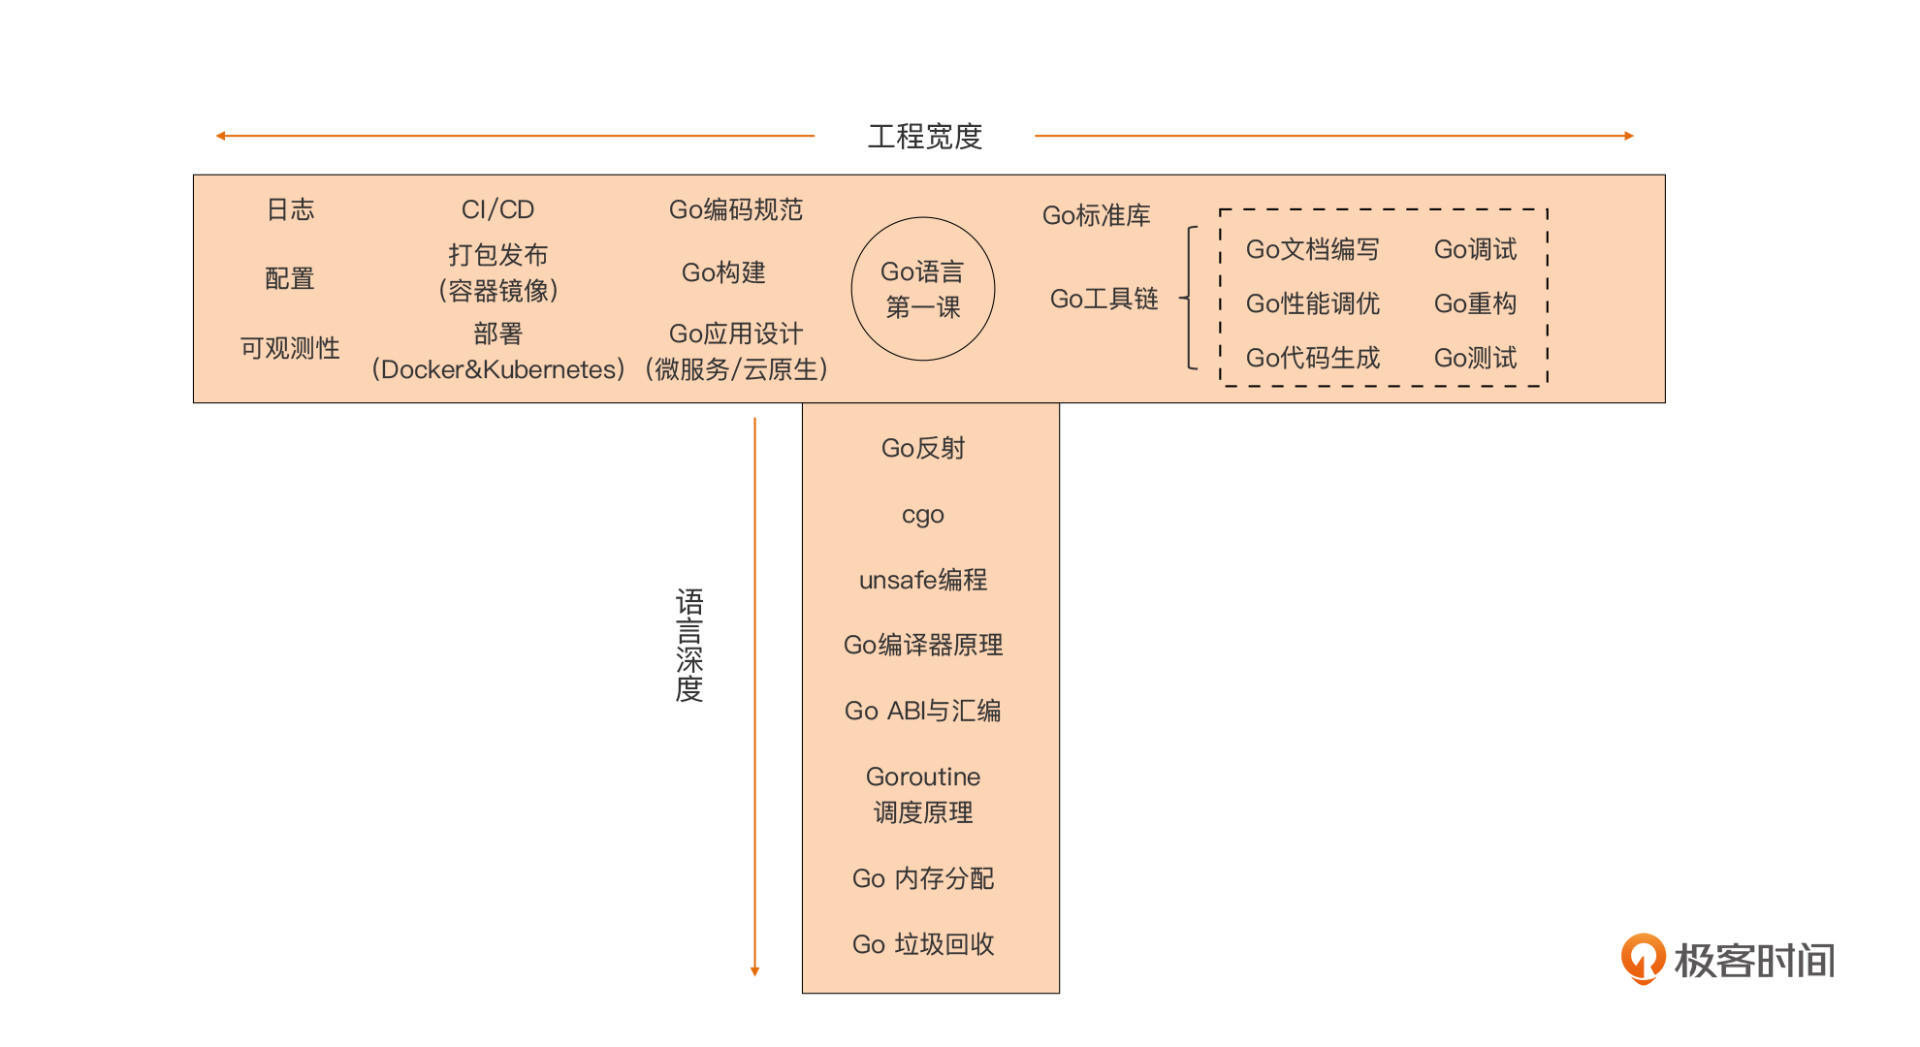 工程宽度
日志
配置
可观测性
CI/CD
打包发布
(容器镜像)
部署
(Docker&Kubernetes)
Go编码规范
Go构建
Go应用设计
(微服务/云原生)
Go语言
第一课
Go标准库
Go工具链
Go文档编写
Go调试
Go性能调优
Go重构
Go代码生成
Go测试
语言深度
Go反射
cgo
unsafe编程
Go编译器原理
Go ABI与汇编
Goroutine
调度原理
Go 内存分配
Go 垃圾回收
极客时间